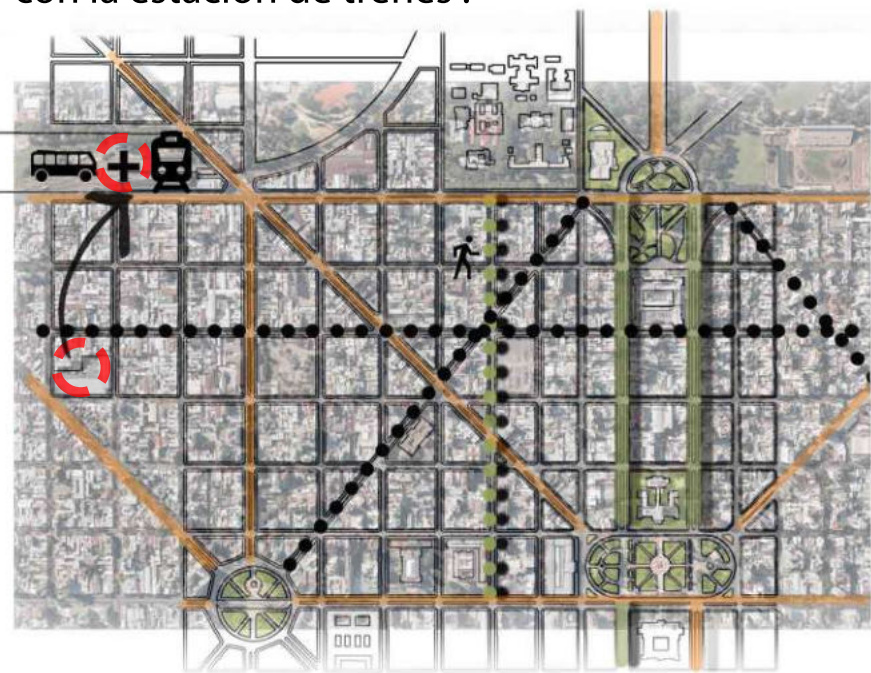 con la estación de trenes .